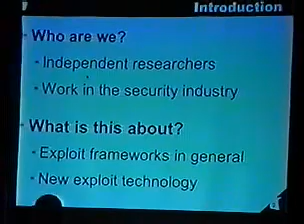 Introduction
Who are we?
Independent researchers
Work in the security industry
What is this about?
Exploit frameworks in general
New exploit technology